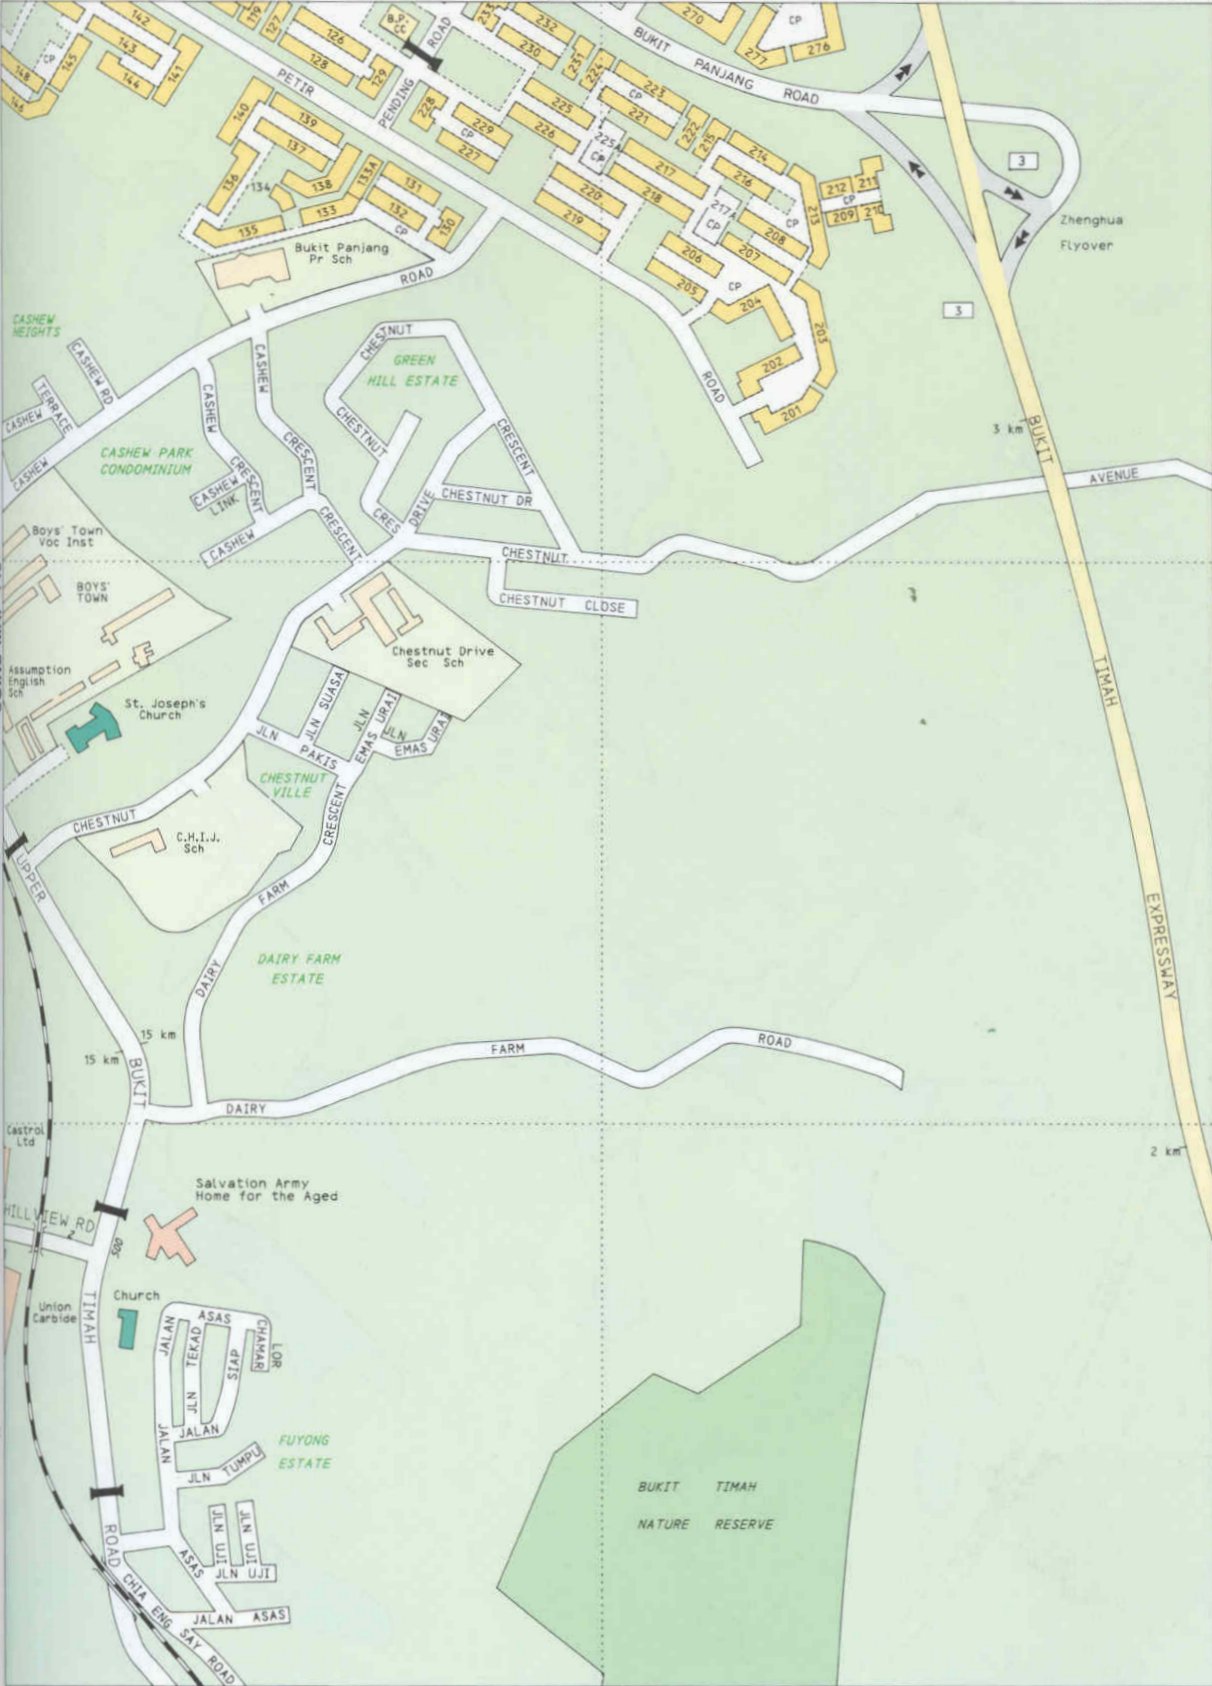 142
143
144
141
145
148
146
CP
119
127
126
128
129
B.P.
CC
ROAD
PENDING
PETIR
233
232
230
231
224
223
CP
221
222
215
214
225
226
225A
CP
228
229
CP
227
270
277
276
CP
BUKIT
PANJANG
ROAD
140
139
137
136
134
138
133A
133
135
131
132
130
CP
217
218
216
217A
CP
220
219
213
212
211
CP
209
210
208
CP
207
206
205
CP
204
203
202
201
3
Zhenghua
Flyover
3
Bukit Panjang
Pr Sch
ROAD
ROAD
CASHEW
HEIGHTS
CASHEW RD
CASHEW
TERRACE
CASHEW
CASHEW
CRESCENT
CASHEW
CRESCENT
CASHEW
LINK
CASHEW
CRESCENT
CASHEW PARK
CONDOMINIUM
CHESTNUT
GREEN
HILL ESTATE
CHESTNUT
CRES
CRESCENT
DRIVE
CHESTNUT DR
CHESTNUT
CHESTNUT CLOSE
AVENUE
3 km
BUKIT
TIMAH
EXPRESSWAY
2 km
Boys' Town
Voc Inst
BOYS'
TOWN
Assumption
English
Sch
St. Joseph's
Church
Chestnut Drive
Sec Sch
JLN SUASA
JLN
PAKIS
JLN
EMAS URAI
JLN
EMAS URAI
CHESTNUT
VILLE
CHESTNUT
C.H.I.J.
Sch
CRESCENT
FARM
DAIRY
DAIRY FARM
ESTATE
UPPER
15 km
15 km
BUKIT
DAIRY
FARM
ROAD
Castrol
Ltd
HILLVIEW RD
2
500
Salvation Army
Home for the Aged
Union
Carbide
TIMAH
Church
JALAN
ASAS
JLN TEKAD
SIAP
LOR
CHAMAR
JALAN
JALAN
JLN TUMPU
FUYONG
ESTATE
JLN UJI
JLN UJI
JLN UJI
ASAS
JALAN ASAS
ROAD
CHIA ENG SAY ROAD
BUKIT TIMAH
NATURE RESERVE